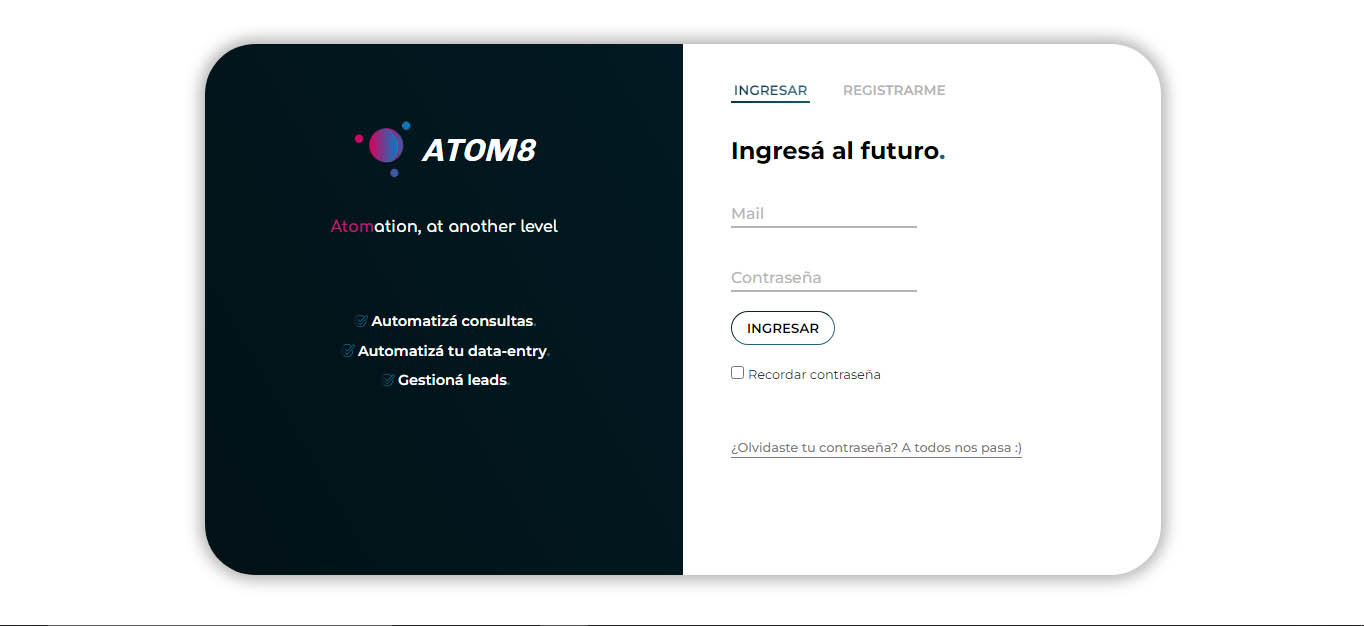 ATOM8
Atomation, at another level
Automatizá consultas.
Automatizá tu data-entry.
Gestioná leads.
INGRESAR REGISTRARME
Ingresá al futuro.
Mail
Contraseña
INGRESAR
Recordar contraseña
¿Olvidaste tu contraseña? A todos nos pasa :)